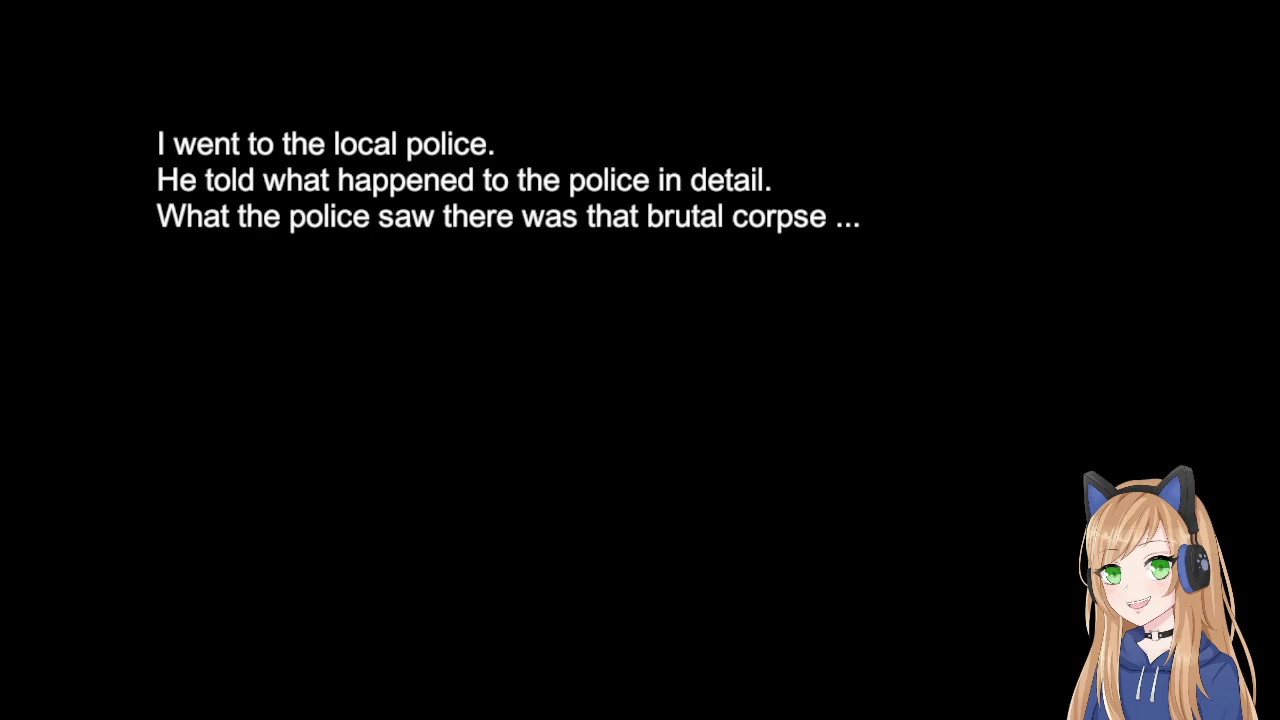 I went to the local police.
He told what happened to the police in detail.
What the police saw there was that brutal corpse ...